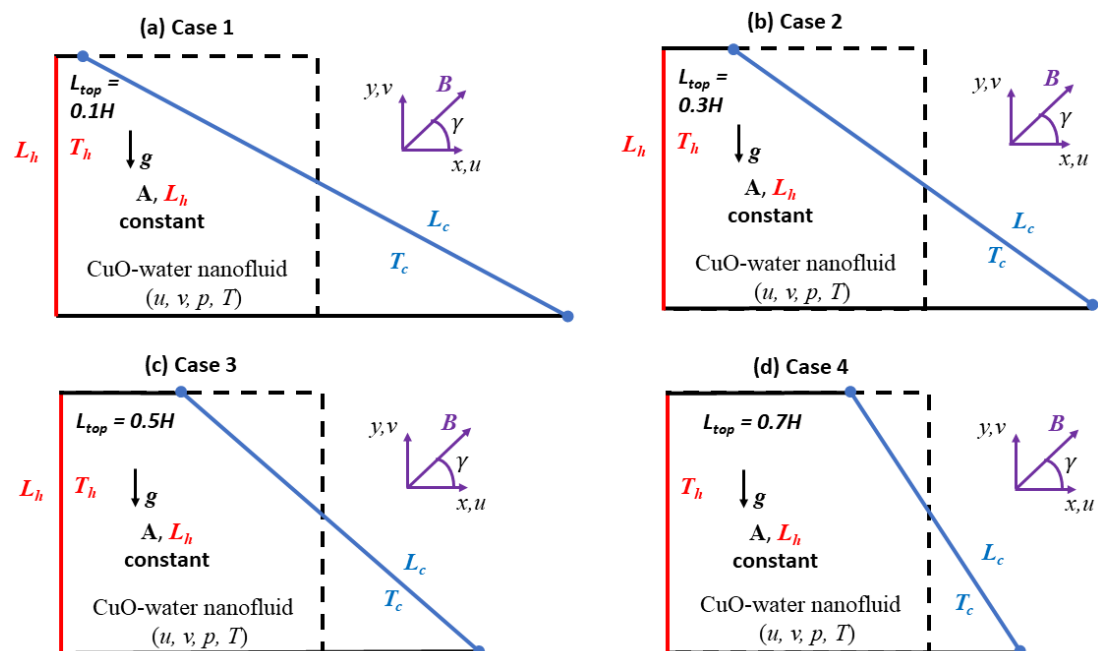 (a) Case 1
L_top =
0.1H
L_h
T_h
g
A, L_h
constant
CuO-water nanofluid
(u, v, p, T)
L_c
T_c
y,v
B
γ
x,u
(b) Case 2
L_top =
0.3H
L_h
T_h
g
A, L_h
constant
CuO-water nanofluid
(u, v, p, T)
L_c
T_c
y,v
B
γ
x,u
(c) Case 3
L_top = 0.5H
L_h
T_h
g
A, L_h
constant
CuO-water nanofluid
(u, v, p, T)
L_c
T_c
y,v
B
γ
x,u
(d) Case 4
L_top = 0.7H
T_h
g
A, L_h
constant
CuO-water nanofluid
(u, v, p, T)
L_c
T_c
y,v
B
γ
x,u